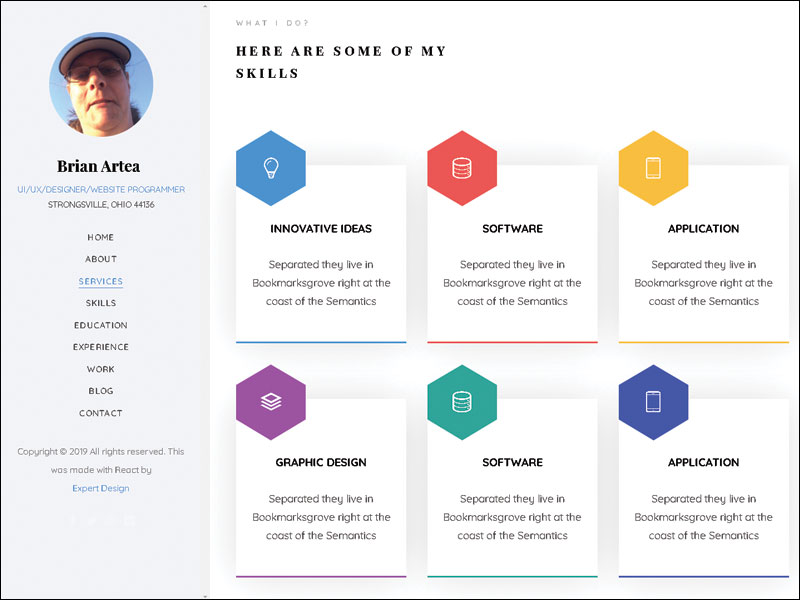 Brian Artea
UI/UX/DESIGNER/WEBSITE PROGRAMMER
STRONGSVILLE, OHIO 44136
HOME
ABOUT
SERVICES
SKILLS
EDUCATION
EXPERIENCE
WORK
BLOG
CONTACT
Copyright © 2019 All rights reserved. This
was made with React by
Expert Design
WHAT I DO?
HERE ARE SOME OF MY
SKILLS
INNOVATIVE IDEAS
Separated they live in
Bookmarksgrove right at the
coast of the Semantics
SOFTWARE
Separated they live in
Bookmarksgrove right at the
coast of the Semantics
APPLICATION
Separated they live in
Bookmarksgrove right at the
coast of the Semantics
GRAPHIC DESIGN
Separated they live in
Bookmarksgrove right at the
coast of the Semantics
SOFTWARE
Separated they live in
Bookmarksgrove right at the
coast of the Semantics
APPLICATION
Separated they live in
Bookmarksgrove right at the
coast of the Semantics